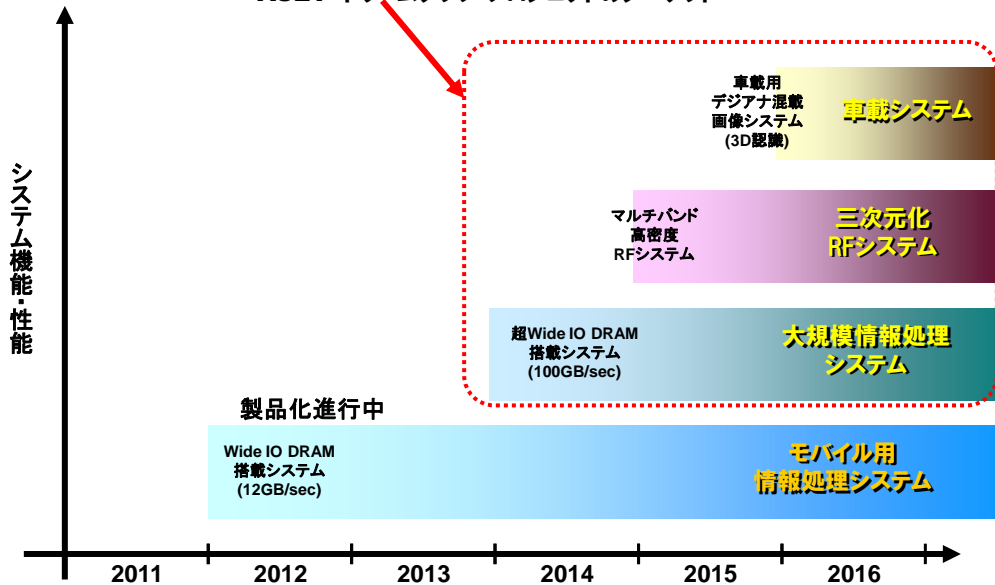 システム機能・性能
車載用
デジアナ混載
画像システム
(3D認識)
車載システム
マルチバンド
高密度
RFシステム
三次元化
RFシステム
超Wide IO DRAM
搭載システム
(100GB/sec)
大規模情報処理
システム
製品化進行中
Wide IO DRAM
搭載システム
(12GB/sec)
モバイル用
情報処理システム
2011
2012
2013
2014
2015
2016